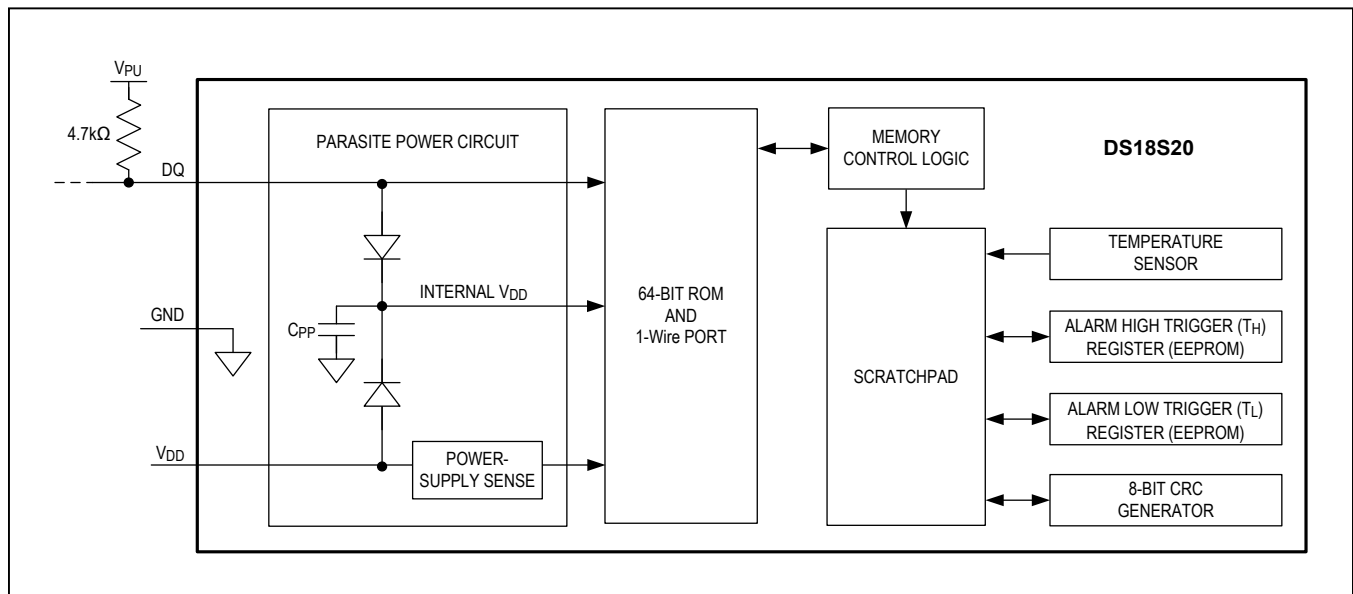 VPU
4.7kΩ
DQ
GND
VDD
PARASITE POWER CIRCUIT
INTERNAL VDD
CPP
POWER-
SUPPLY SENSE
64-BIT ROM
AND
1-Wire PORT
MEMORY
CONTROL LOGIC
SCRATCHPAD
DS18S20
TEMPERATURE
SENSOR
ALARM HIGH TRIGGER (TH)
REGISTER (EEPROM)
ALARM LOW TRIGGER (TL)
REGISTER (EEPROM)
8-BIT CRC
GENERATOR